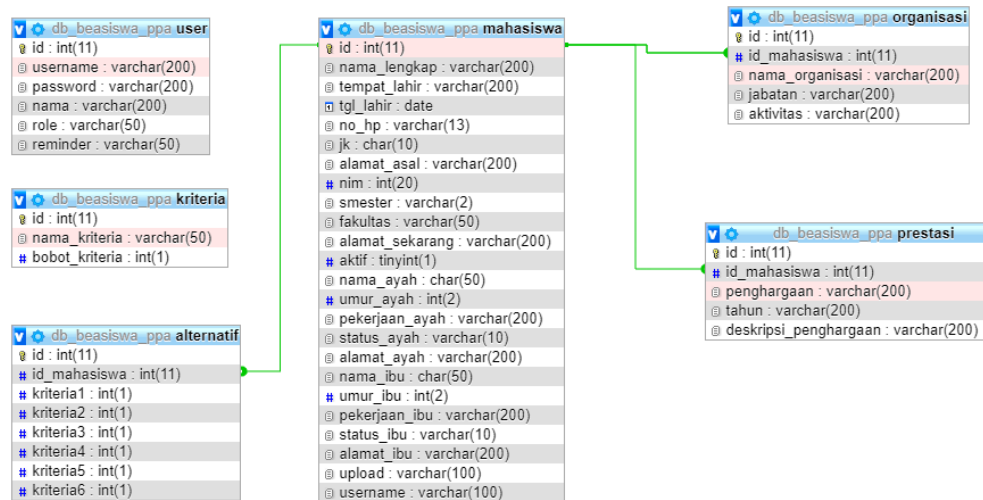 db_beasiswa_ppa user
id : int(11)
username : varchar(200)
password : varchar(200)
nama : varchar(200)
role : varchar(50)
reminder : varchar(50)
db_beasiswa_ppa kriteria
id : int(11)
nama_kriteria : varchar(50)
bobot_kriteria : int(1)
db_beasiswa_ppa alternatif
id : int(11)
id_mahasiswa : int(11)
kriteria1 : int(1)
kriteria2 : int(1)
kriteria3 : int(1)
kriteria4 : int(1)
kriteria5 : int(1)
kriteria6 : int(1)
db_beasiswa_ppa mahasiswa
id : int(11)
nama_lengkap : varchar(200)
tempat_lahir : varchar(200)
tgl_lahir : date
no_hp : varchar(13)
jk : char(10)
alamat_asal : varchar(200)
nim : int(20)
smester : varchar(2)
fakultas : varchar(50)
alamat_sekarang : varchar(200)
aktif : tinyint(1)
nama_ayah : char(50)
umur_ayah : int(2)
pekerjaan_ayah : varchar(200)
status_ayah : varchar(10)
alamat_ayah : varchar(200)
nama_ibu : char(50)
umur_ibu : int(2)
pekerjaan_ibu : varchar(200)
status_ibu : varchar(10)
alamat_ibu : varchar(200)
upload : varchar(100)
username : varchar(100)
db_beasiswa_ppa organisasi
id : int(11)
id_mahasiswa : int(11)
nama_organisasi : varchar(200)
jabatan : varchar(200)
aktivitas : varchar(200)
db_beasiswa_ppa prestasi
id : int(11)
id_mahasiswa : int(11)
penghargaan : varchar(200)
tahun : varchar(200)
deskripsi_penghargaan : varchar(200)